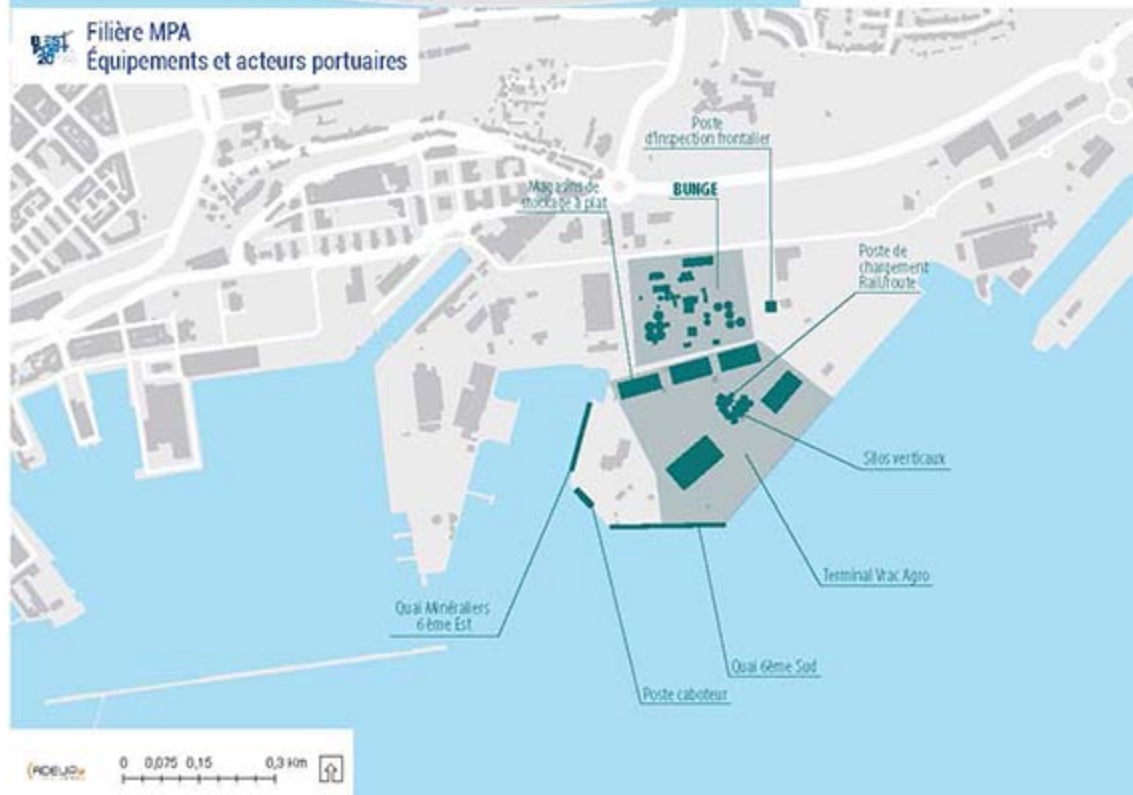 Filière MPA
Équipements et acteurs portuaires
Poste
d'inspection frontalier
Magasins de
stockage à plat
BUNGE
Poste de
chargement
Rail/route
Silos verticaux
Terminal Vrac Agro
Quai Minéraliers
6ème Est
Quai 6ème Sud
Poste caboteur
ADEUPa
0 0,075 0,15 0,3 Km